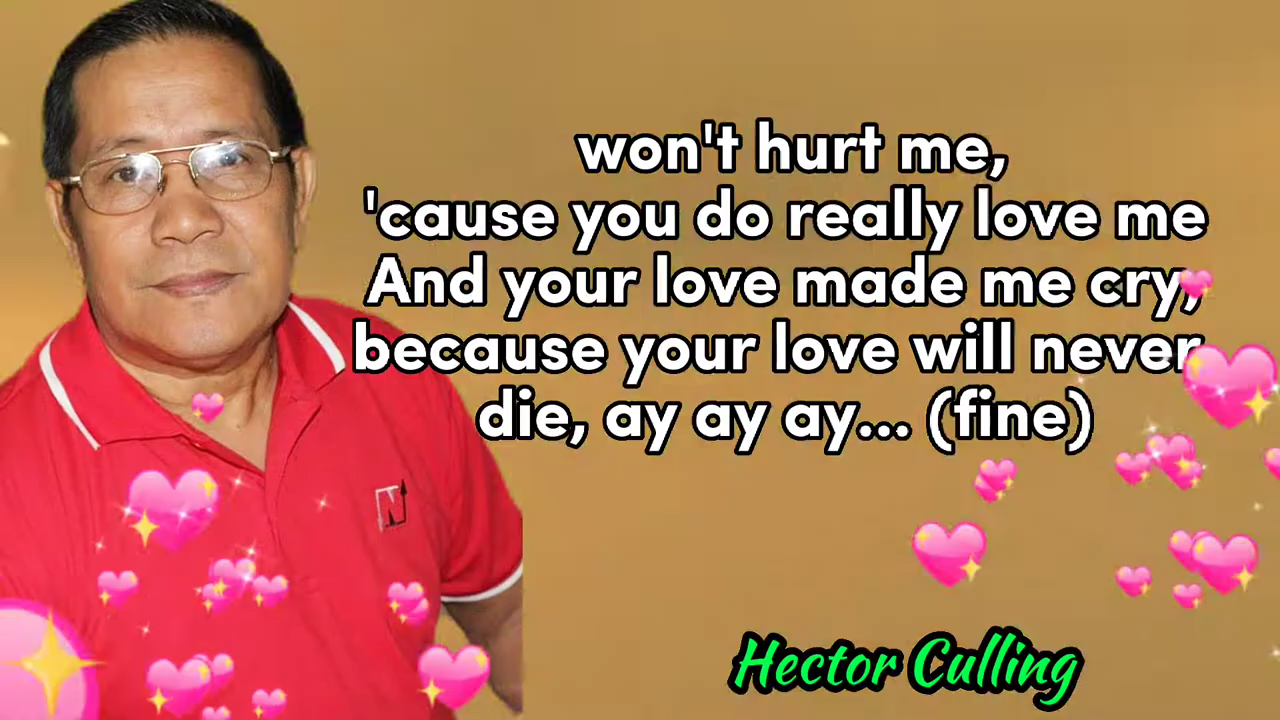 won't hurt me,
'cause you do really love me
And your love made me cry,
because your love will never
die, ay ay ay... (fine)
N
Hector Culling